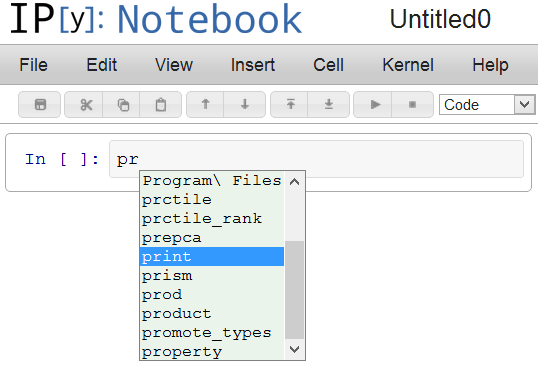 IP[y]: Notebook Untitled0
File Edit View Insert Cell Kernel Help
Code
In [ ]: pr
Program\ Files
prctile
prctile_rank
prepca
print
prism
prod
product
promote_types
property